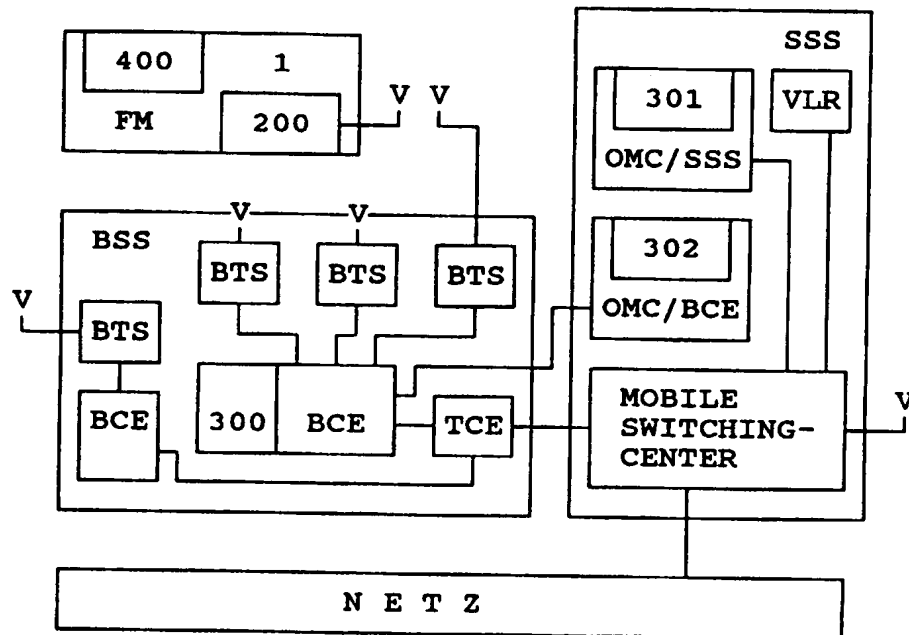 400
1
FM
200
V
V
SSS
301
VLR
OMC/SSS
BSS
V
V
BTS
BTS
BTS
302
OMC/BCE
V
BTS
300
BCE
BCE
TCE
MOBILE
SWITCHING-
CENTER
V
N E T Z